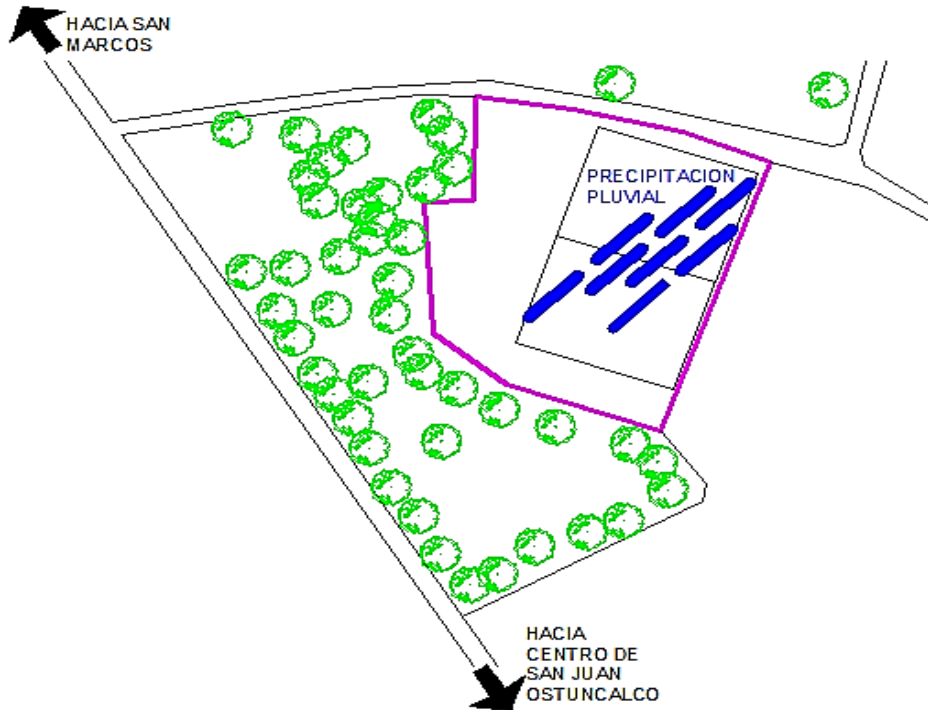 HACIA SAN
MARCOS
PRECIPITACION
PLUVIAL
HACIA
CENTRO DE
SAN JUAN
OSTUNCALCO